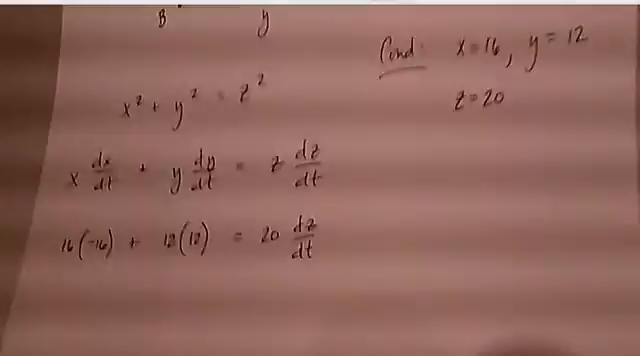 B y
Cond: x=16, y=12
z=20
x² + y² = z²
x dx/dt + y dy/dt = z dz/dt
16(-16) + 12(12) = 20 dz/dt